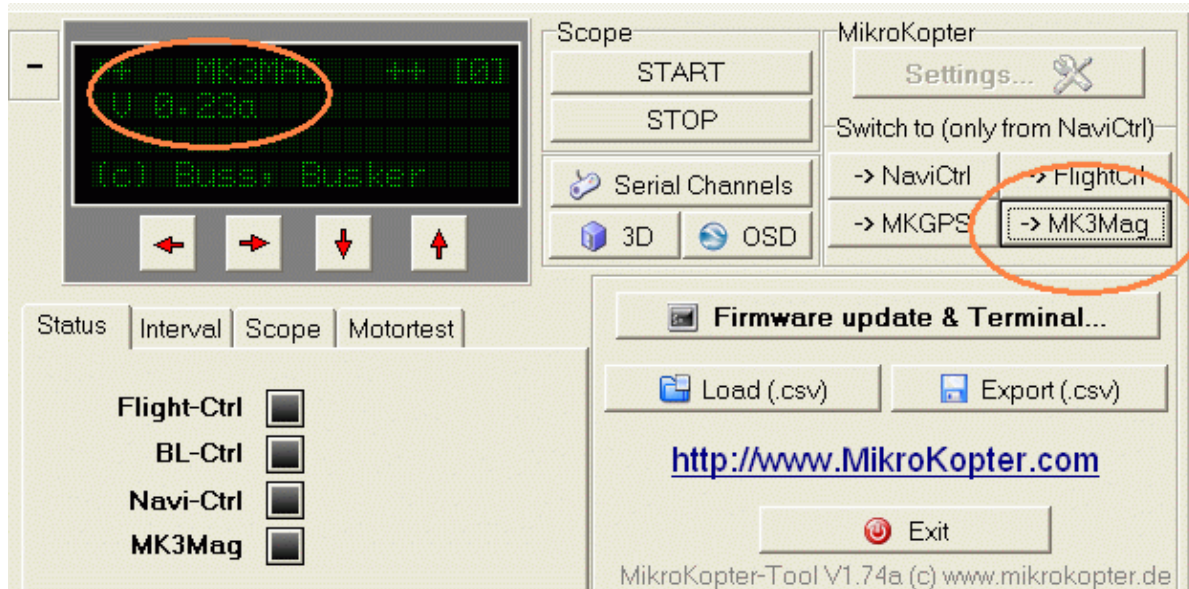 -
++ MK3MAG ++ [0]
V 0.23a
(c) Buss, Busker
Scope
START
STOP
Serial Channels
3D
OSD
MikroKopter
Settings...
Switch to (only from NaviCtrl)
-> NaviCtrl
-> FlightCtrl
-> MKGPS
-> MK3Mag
Status
Interval
Scope
Motortest
Flight-Ctrl
BL-Ctrl
Navi-Ctrl
MK3Mag
Firmware update & Terminal...
Load (.csv)
Export (.csv)
http://www.MikroKopter.com
Exit
MikroKopter-Tool V1.74a (c) www.mikrokopter.de